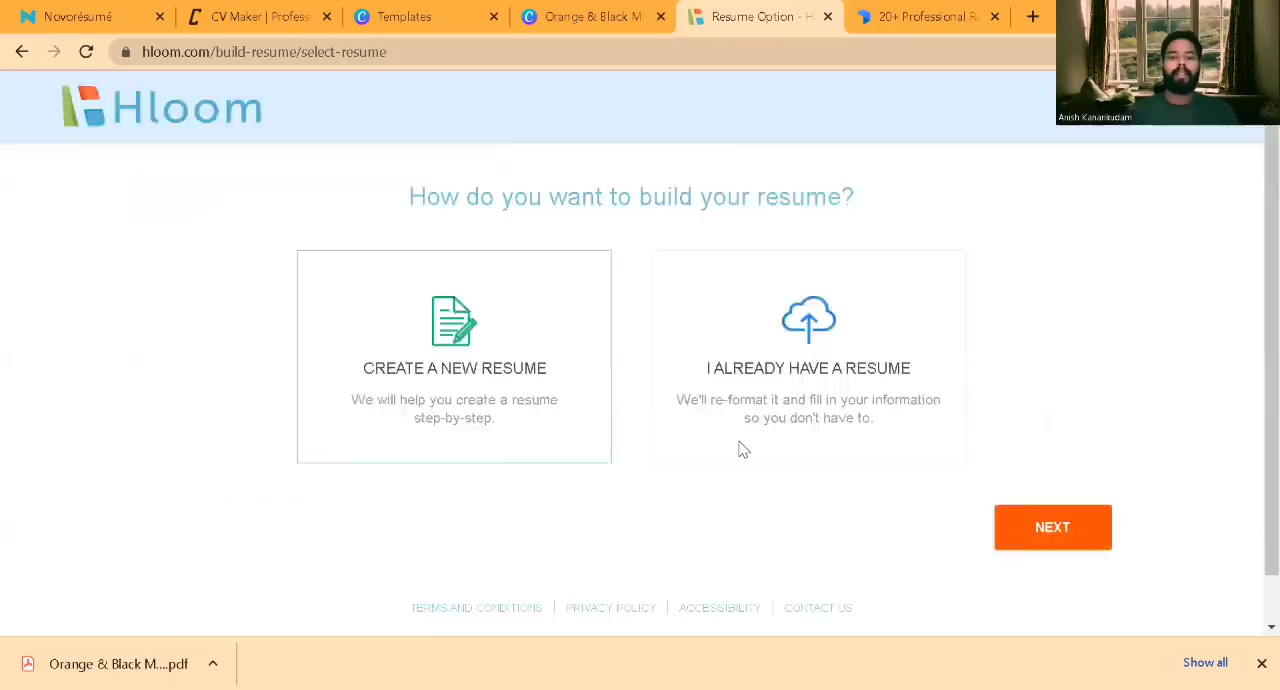 Novorésumé
CV Maker | Profess
Templates
Orange & Black M
Resume Option - H
20+ Professional R
hloom.com/build-resume/select-resume
Hloom
Anish Kanankudam
How do you want to build your resume?
CREATE A NEW RESUME
We will help you create a resume
step-by-step.
I ALREADY HAVE A RESUME
We'll re-format it and fill in your information
so you don't have to.
NEXT
TERMS AND CONDITIONS
PRIVACY POLICY
ACCESSIBILITY
CONTACT US
Orange & Black M....pdf
Show all